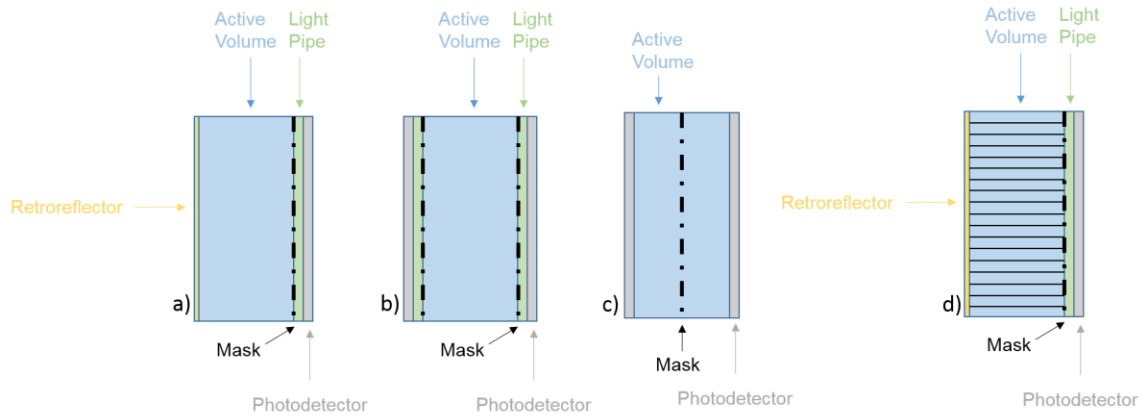 Active
Volume
Light
Pipe
Retroreflector
a)
Mask
Photodetector
Active
Volume
Light
Pipe
b)
Mask
Photodetector
Active
Volume
c)
Mask
Photodetector
Active
Volume
Light
Pipe
Retroreflector
d)
Mask
Photodetector